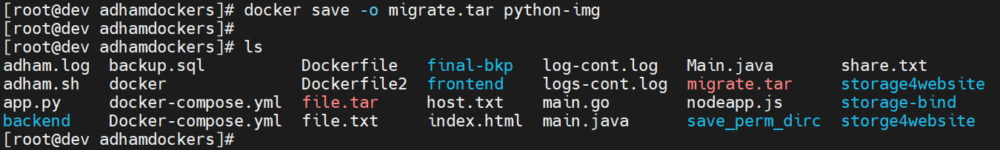 [root@dev adhamdockers]# docker save -o migrate.tar python-img
[root@dev adhamdockers]#
[root@dev adhamdockers]# ls
adham.log  backup.sql          Dockerfile   final-bkp   log-cont.log   Main.java      share.txt
adham.sh   docker              Dockerfile2  frontend    logs-cont.log  migrate.tar    storage4website
app.py     docker-compose.yml  file.tar     host.txt    main.go        nodeapp.js     storage-bind
backend    Docker-compose.yml  file.txt     index.html  main.java      save_perm_dirc  storge4website
[root@dev adhamdockers]#